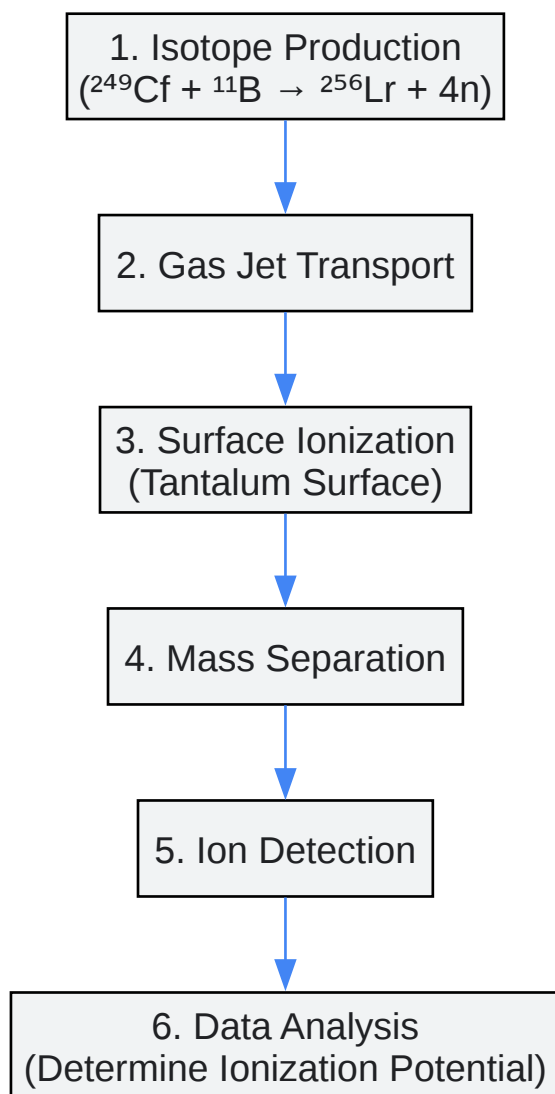 1. Isotope Production
(²⁴⁹Cf + ¹¹B → ²⁵⁶Lr + 4n)
2. Gas Jet Transport
3. Surface Ionization
(Tantalum Surface)
4. Mass Separation
5. Ion Detection
6. Data Analysis
(Determine Ionization Potential)